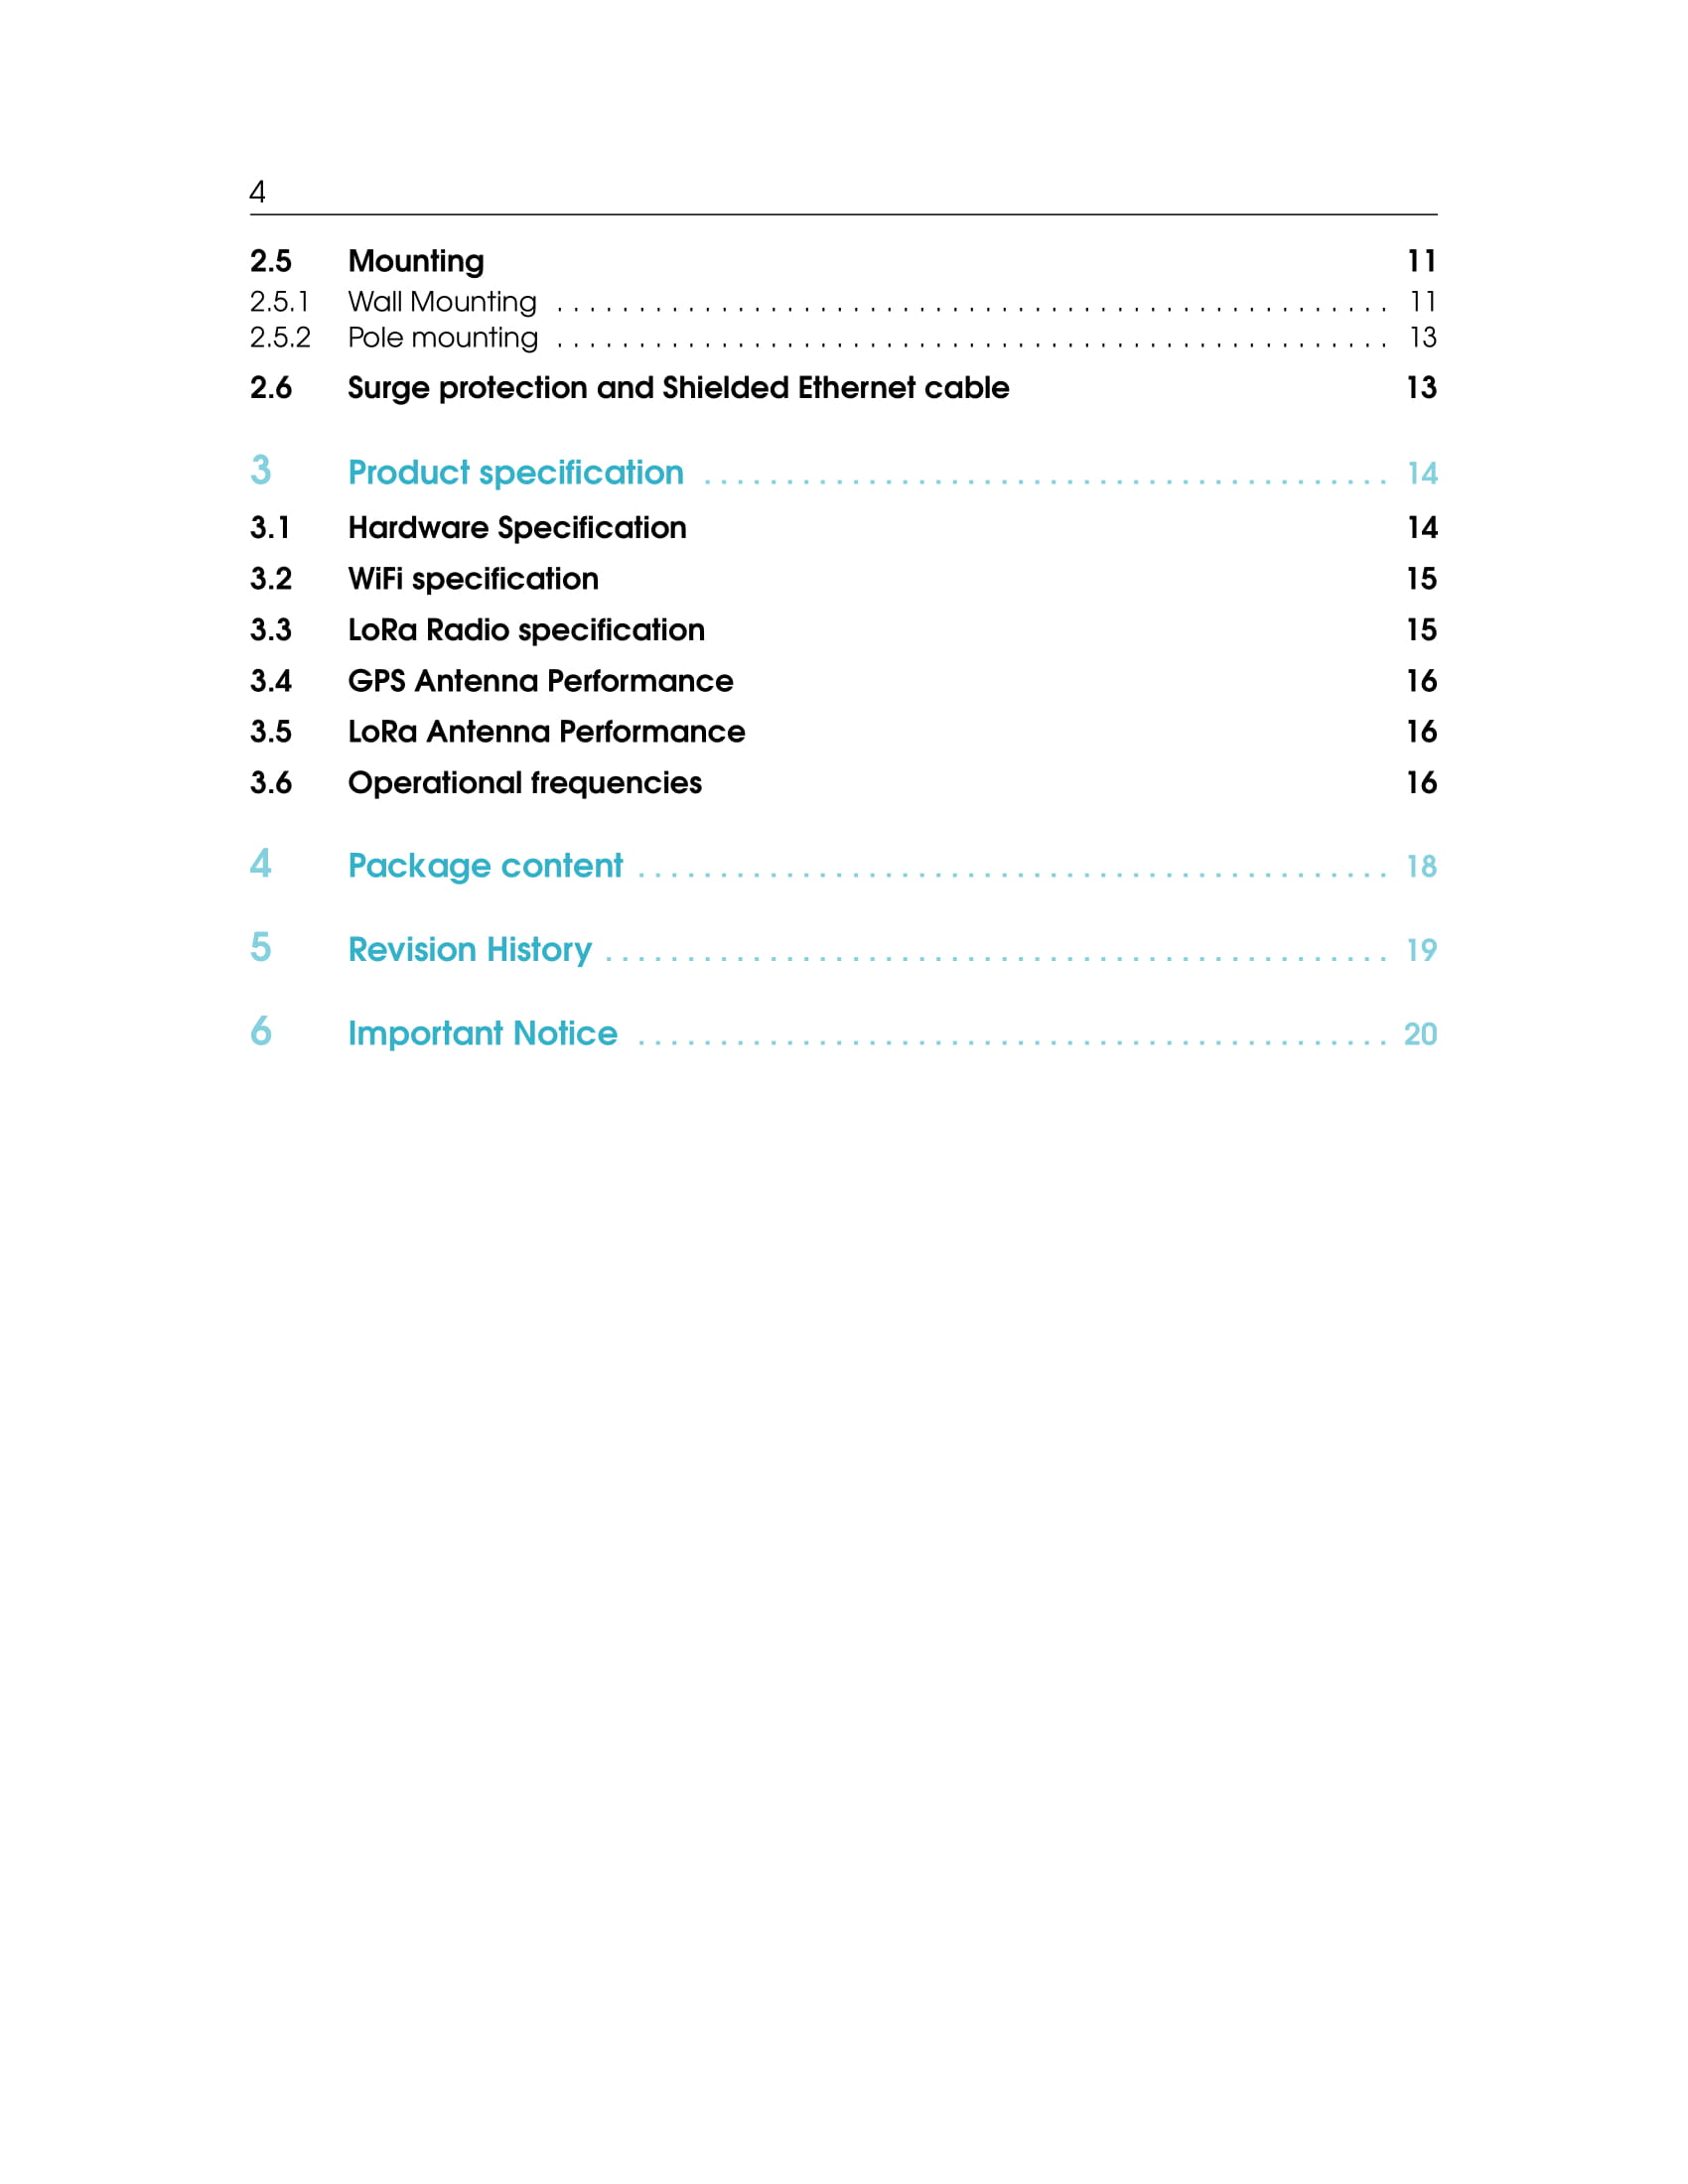 4
2.5 Mounting 11
2.5.1 Wall Mounting . . . . . . . . . . . . . . . . . . . . . . . . . . . . . . . . . . . . . . . . . . . . . . . . . . . 11
2.5.2 Pole mounting . . . . . . . . . . . . . . . . . . . . . . . . . . . . . . . . . . . . . . . . . . . . . . . . . . . 13
2.6 Surge protection and Shielded Ethernet cable 13
3 Product specification . . . . . . . . . . . . . . . . . . . . . . . . . . . . . . . . . . . . . . . . . . 14
3.1 Hardware Specification 14
3.2 WiFi specification 15
3.3 LoRa Radio specification 15
3.4 GPS Antenna Performance 16
3.5 LoRa Antenna Performance 16
3.6 Operational frequencies 16
4 Package content . . . . . . . . . . . . . . . . . . . . . . . . . . . . . . . . . . . . . . . . . . . . . . 18
5 Revision History . . . . . . . . . . . . . . . . . . . . . . . . . . . . . . . . . . . . . . . . . . . . . . . . 19
6 Important Notice . . . . . . . . . . . . . . . . . . . . . . . . . . . . . . . . . . . . . . . . . . . . . . 20